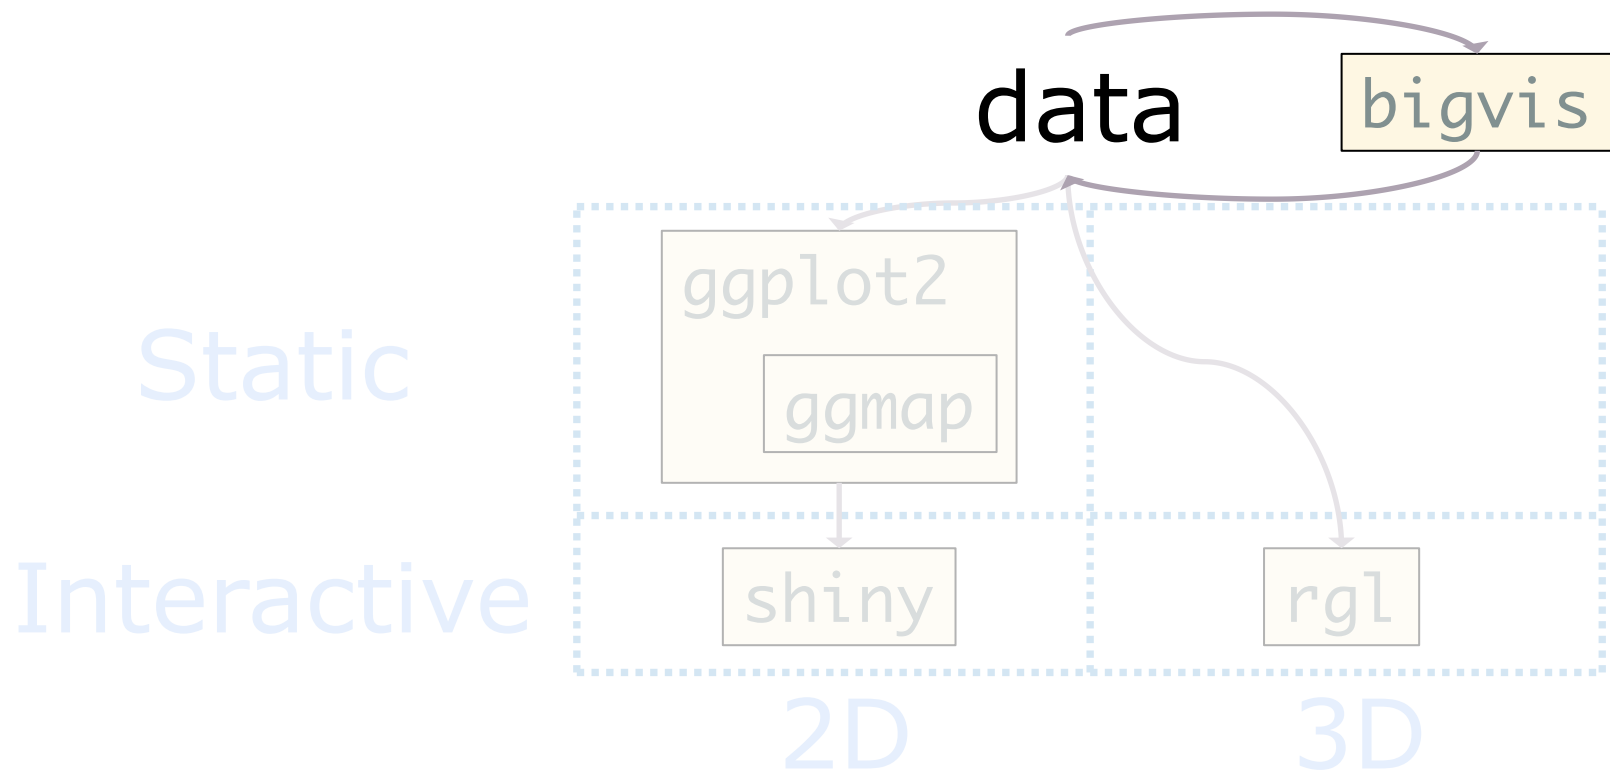 data
bigvis
ggplot2
Static
ggmap
Interactive
shiny
rgl
2D
3D